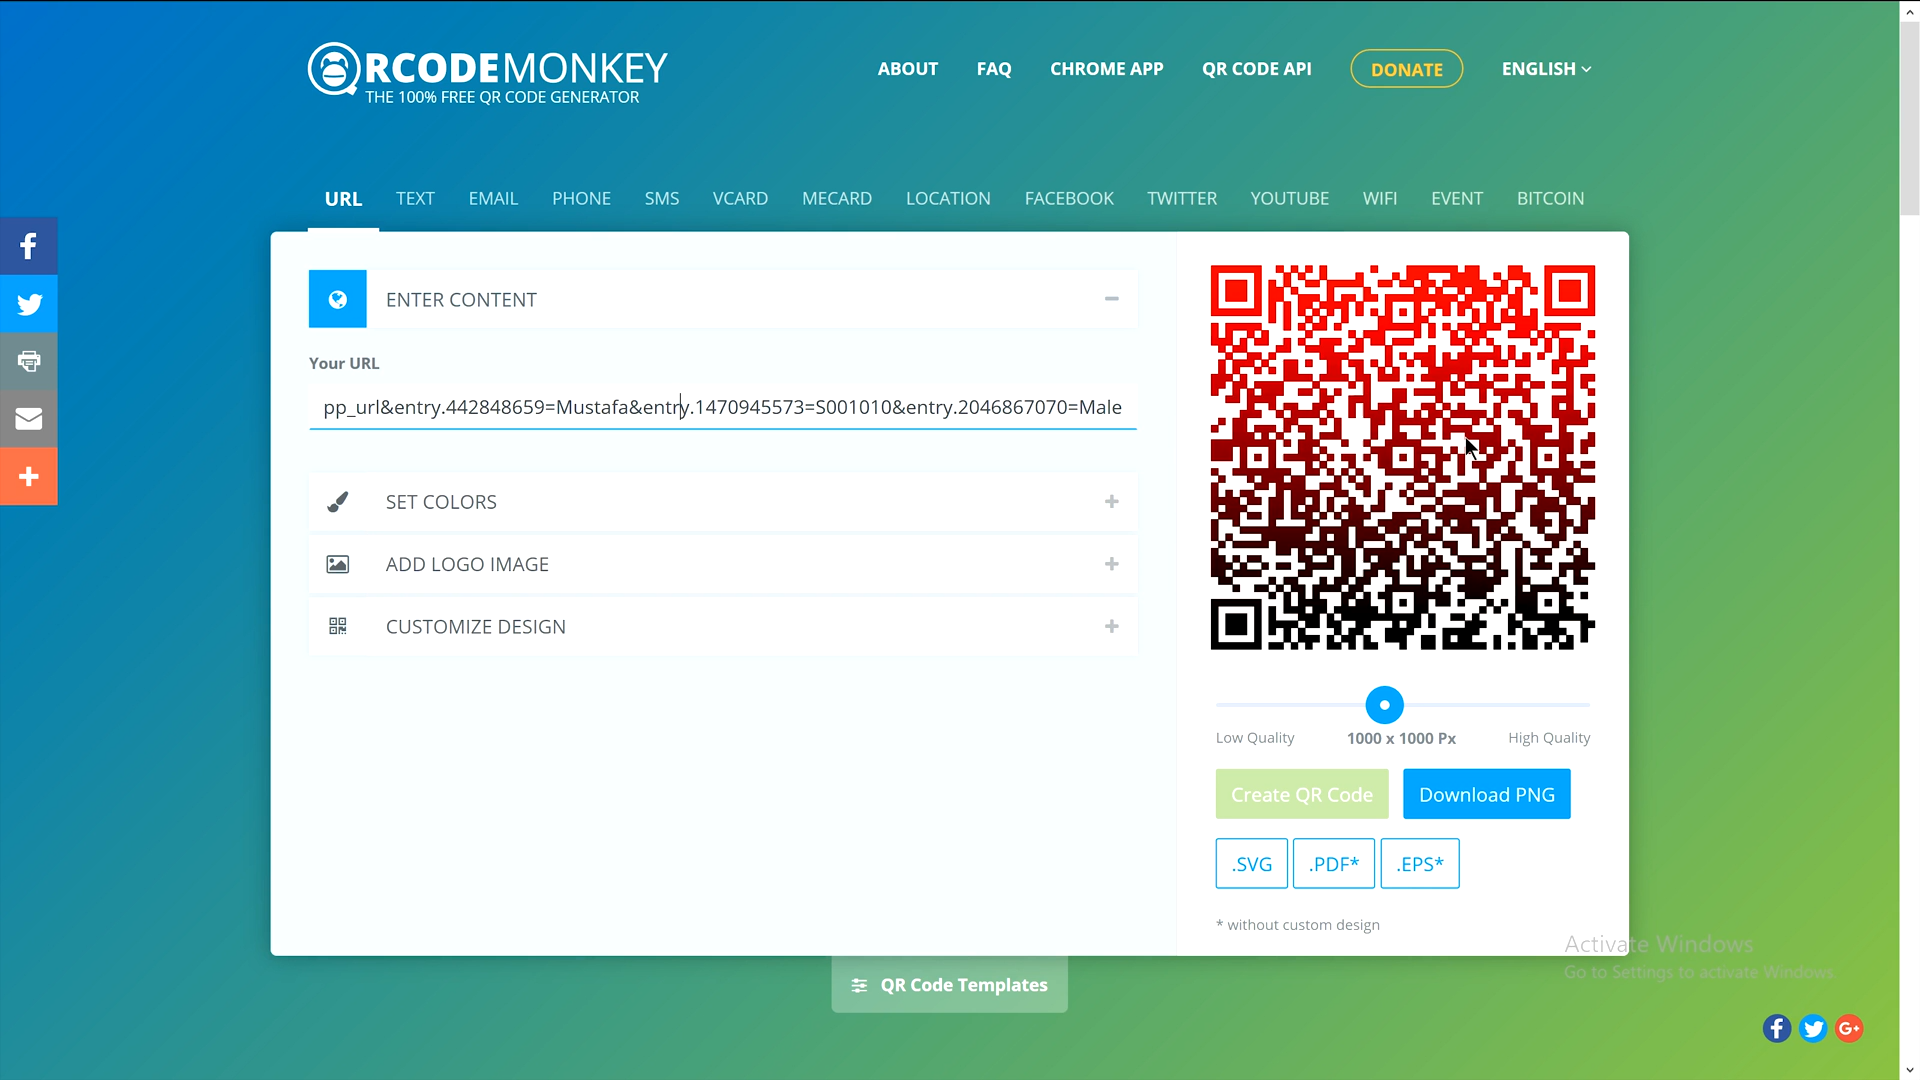 RCODEMONKEY
THE 100% FREE QR CODE GENERATOR
ABOUT FAQ CHROME APP QR CODE API DONATE ENGLISH
URL TEXT EMAIL PHONE SMS VCARD MECARD LOCATION FACEBOOK TWITTER YOUTUBE WIFI EVENT BITCOIN
ENTER CONTENT
Your URL
pp_url&entry.442848659=Mustafa&entry.1470945573=S001010&entry.2046867070=Male
SET COLORS
ADD LOGO IMAGE
CUSTOMIZE DESIGN
Low Quality 1000 x 1000 Px High Quality
Create QR Code Download PNG
.SVG .PDF* .EPS*
* without custom design
Activate Windows
Go to Settings to activate Windows
QR Code Templates
G+